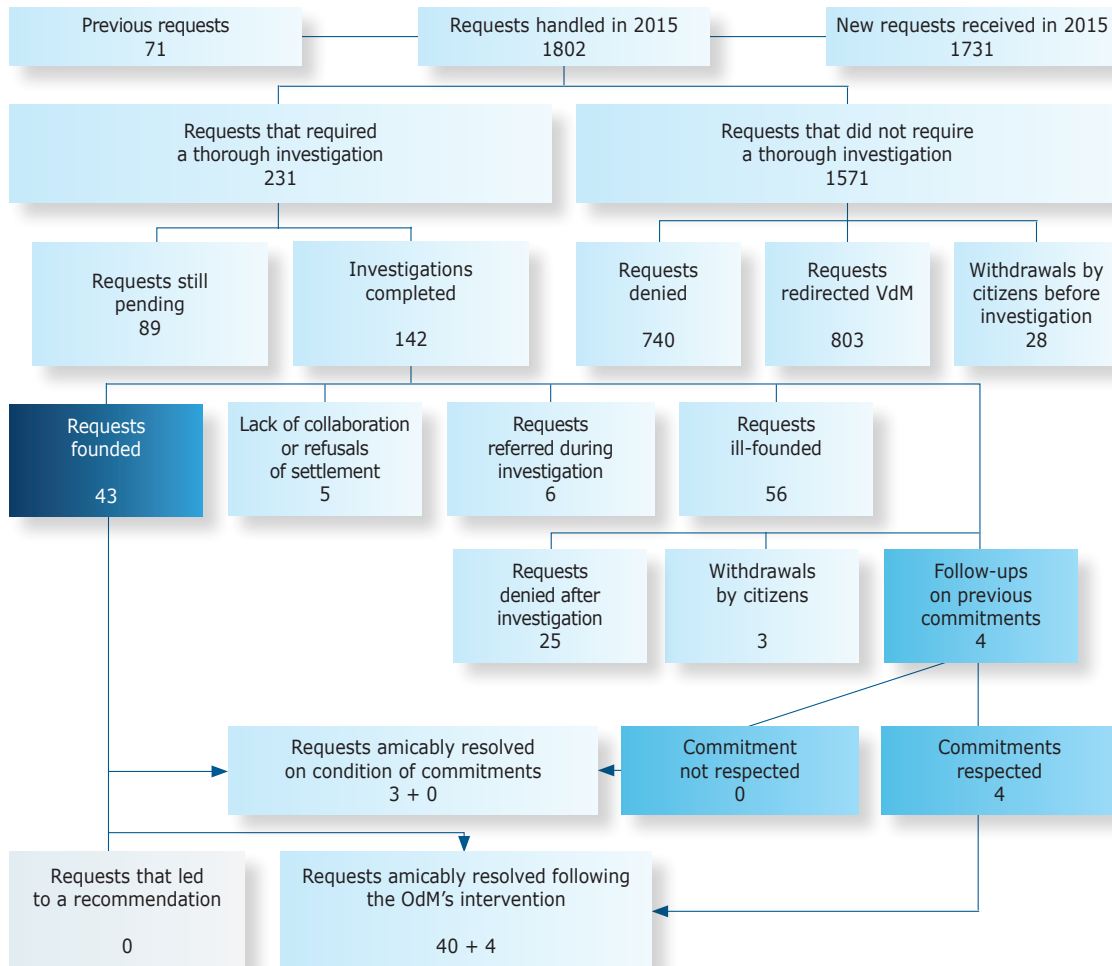 Previous requests
71
Requests handled in 2015
1802
New requests received in 2015
1731
Requests that required
a thorough investigation
231
Requests that did not require
a thorough investigation
1571
Requests still
pending
89
Investigations
completed
142
Requests
denied
740
Requests
redirected VdM
803
Withdrawals by
citizens before
investigation
28
Requests
founded
43
Lack of collaboration
or refusals
of settlement
5
Requests
referred during
investigation
6
Requests
ill-founded
56
Requests
denied after
investigation
25
Withdrawals
by citizens
3
Follow-ups
on previous
commitments
4
Requests amicably resolved
on condition of commitments
3 + 0
Commitment
not respected
0
Commitments
respected
4
Requests that led
to a recommendation
0
Requests amicably resolved following
the OdM's intervention
40 + 4